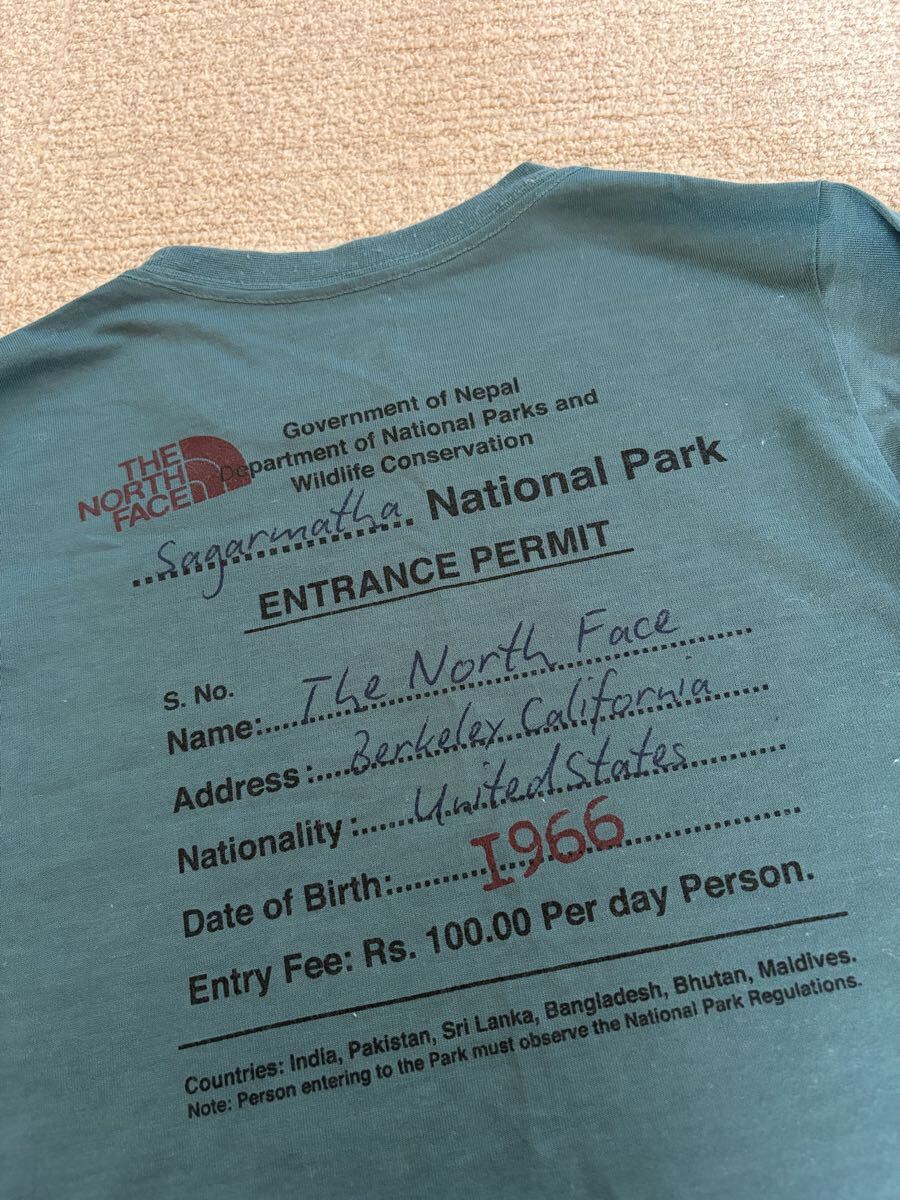 THE
NORTH
FACE
Government of Nepal
Department of National Parks and
Wildlife Conservation
Sagarmatha National Park
ENTRANCE PERMIT
S. No.
Name:..... The North Face
Address:.... Berkeley California
Nationality:...... United States
Date of Birth:.......... 1966
Entry Fee: Rs. 100.00 Per day Person.
Countries: India, Pakistan, Sri Lanka, Bangladesh, Bhutan, Maldives.
Note: Person entering to the Park must observe the National Park Regulations.